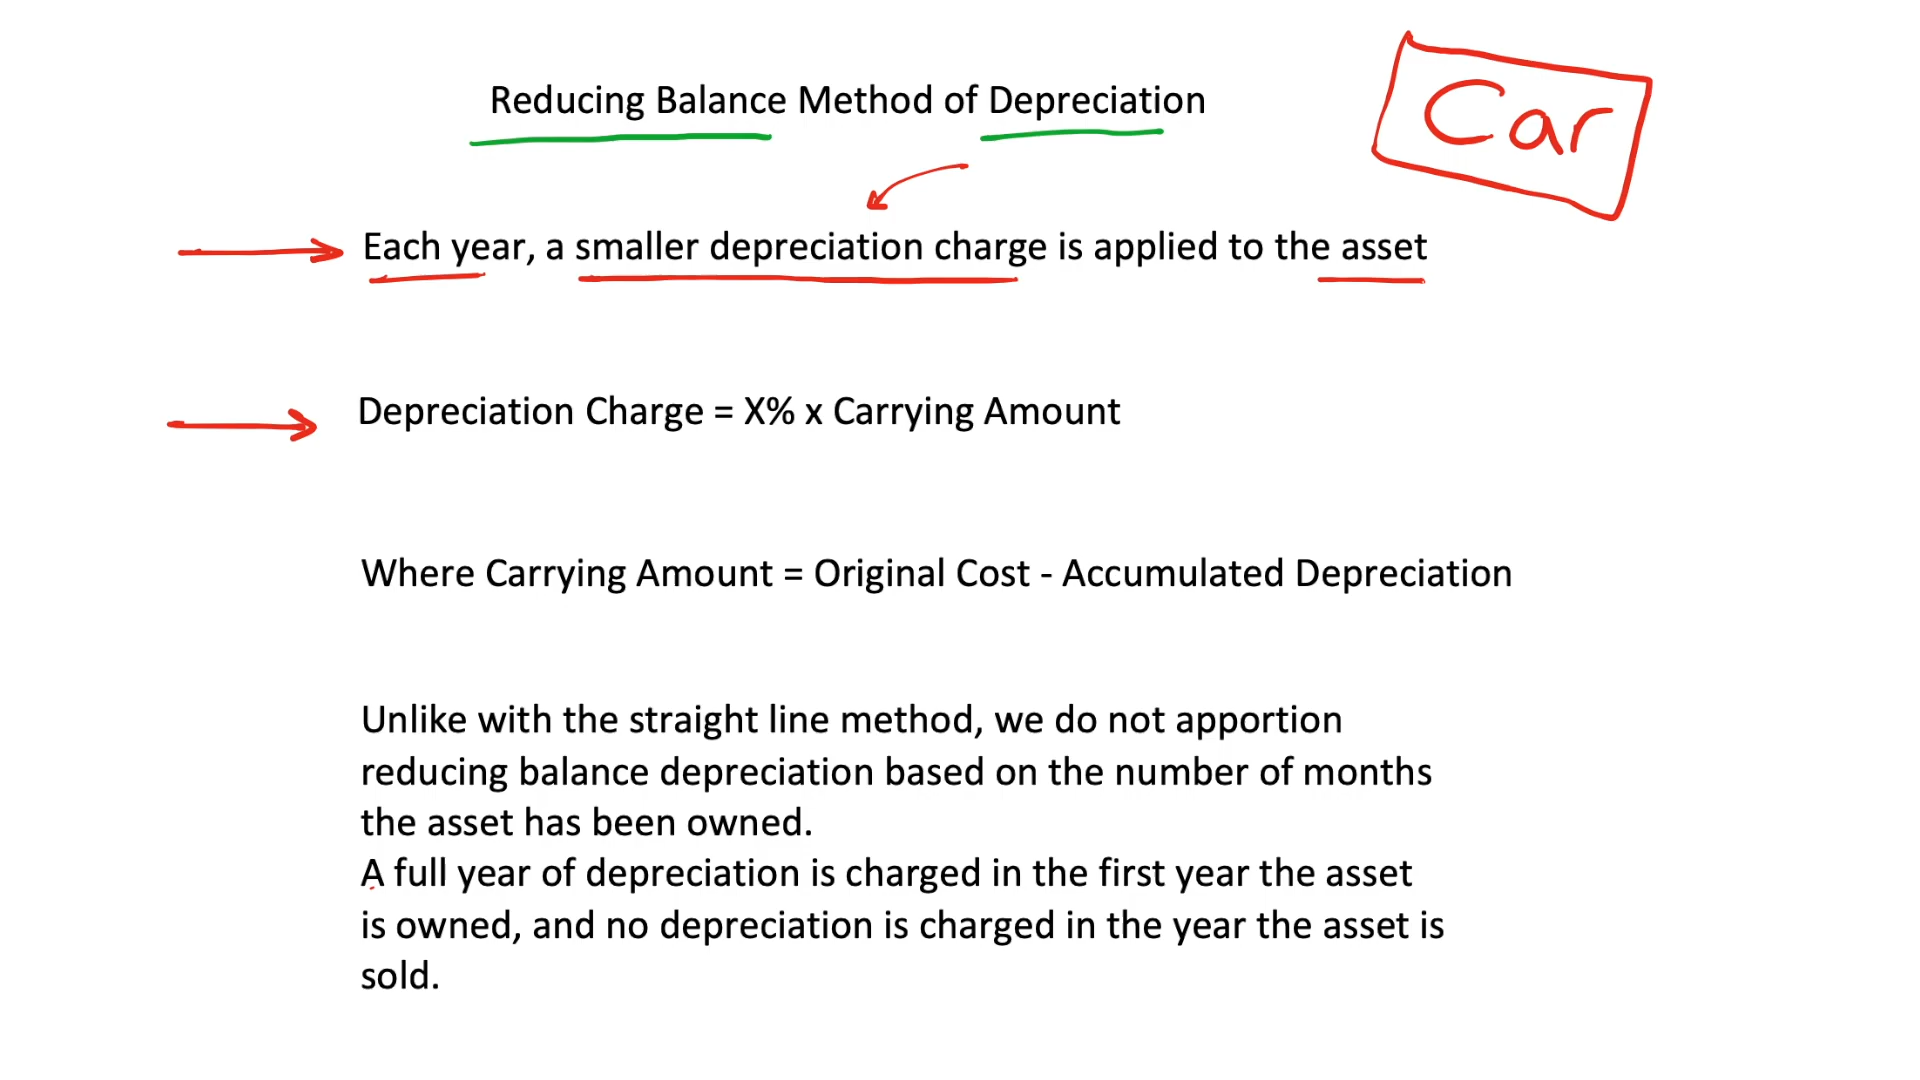 Reducing Balance Method of Depreciation
Car
Each year, a smaller depreciation charge is applied to the asset
Depreciation Charge = X% x Carrying Amount
Where Carrying Amount = Original Cost - Accumulated Depreciation
Unlike with the straight line method, we do not apportion
reducing balance depreciation based on the number of months
the asset has been owned.
A full year of depreciation is charged in the first year the asset
is owned, and no depreciation is charged in the year the asset is
sold.